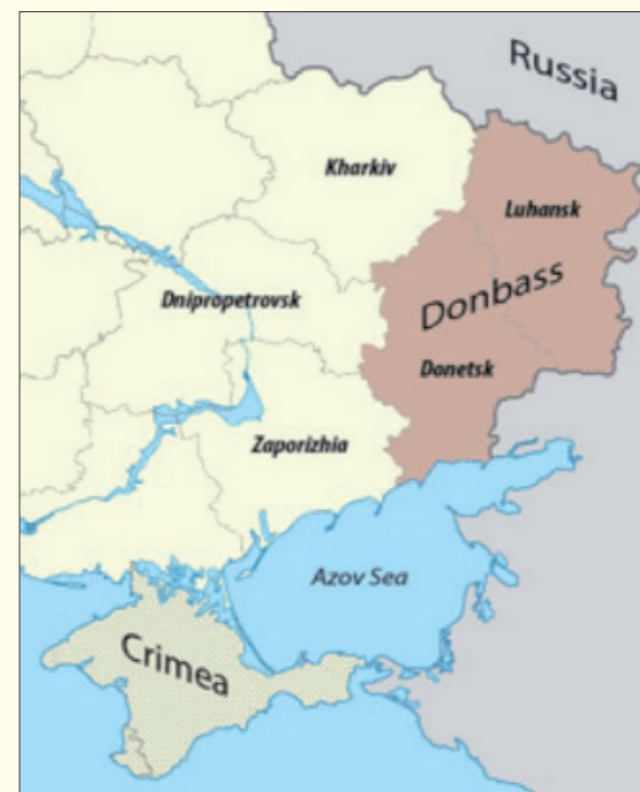 Russia
Kharkiv
Luhansk
Donbass
Dnipropetrovsk
Donetsk
Zaporizhia
Azov Sea
Crimea